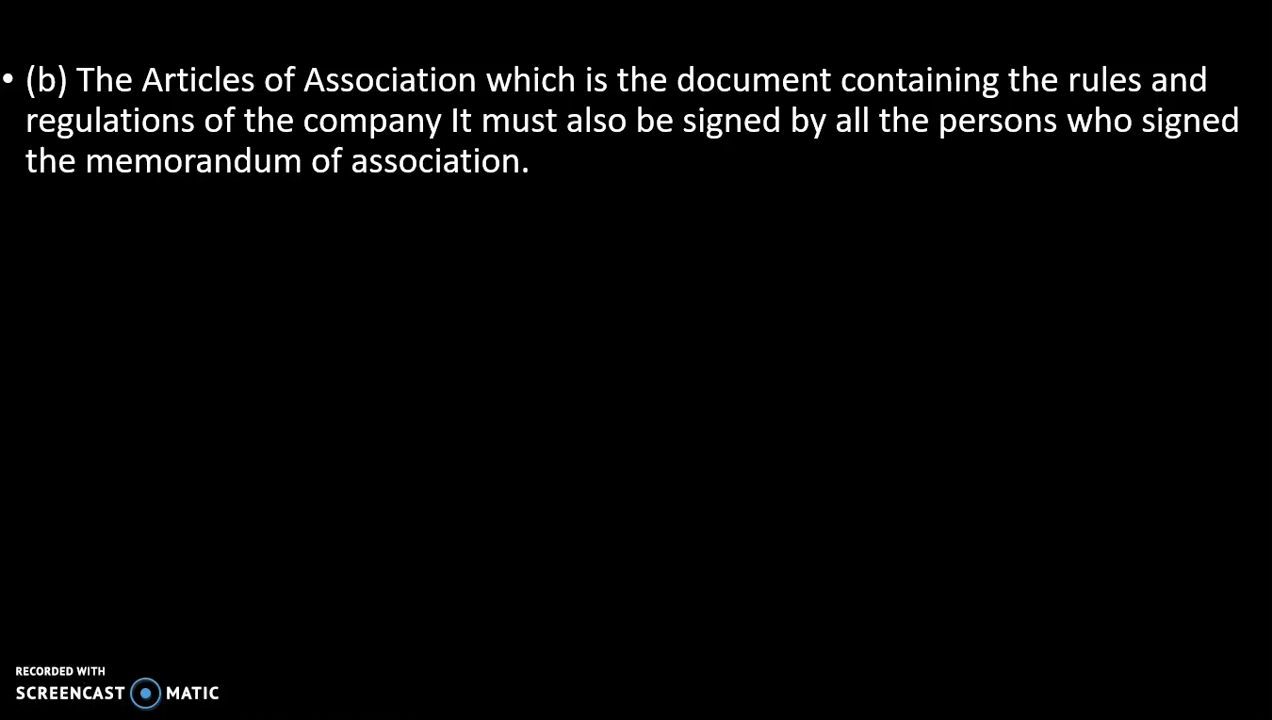 • (b) The Articles of Association which is the document containing the rules and
regulations of the company It must also be signed by all the persons who signed
the memorandum of association.
RECORDED WITH
SCREENCAST MATIC